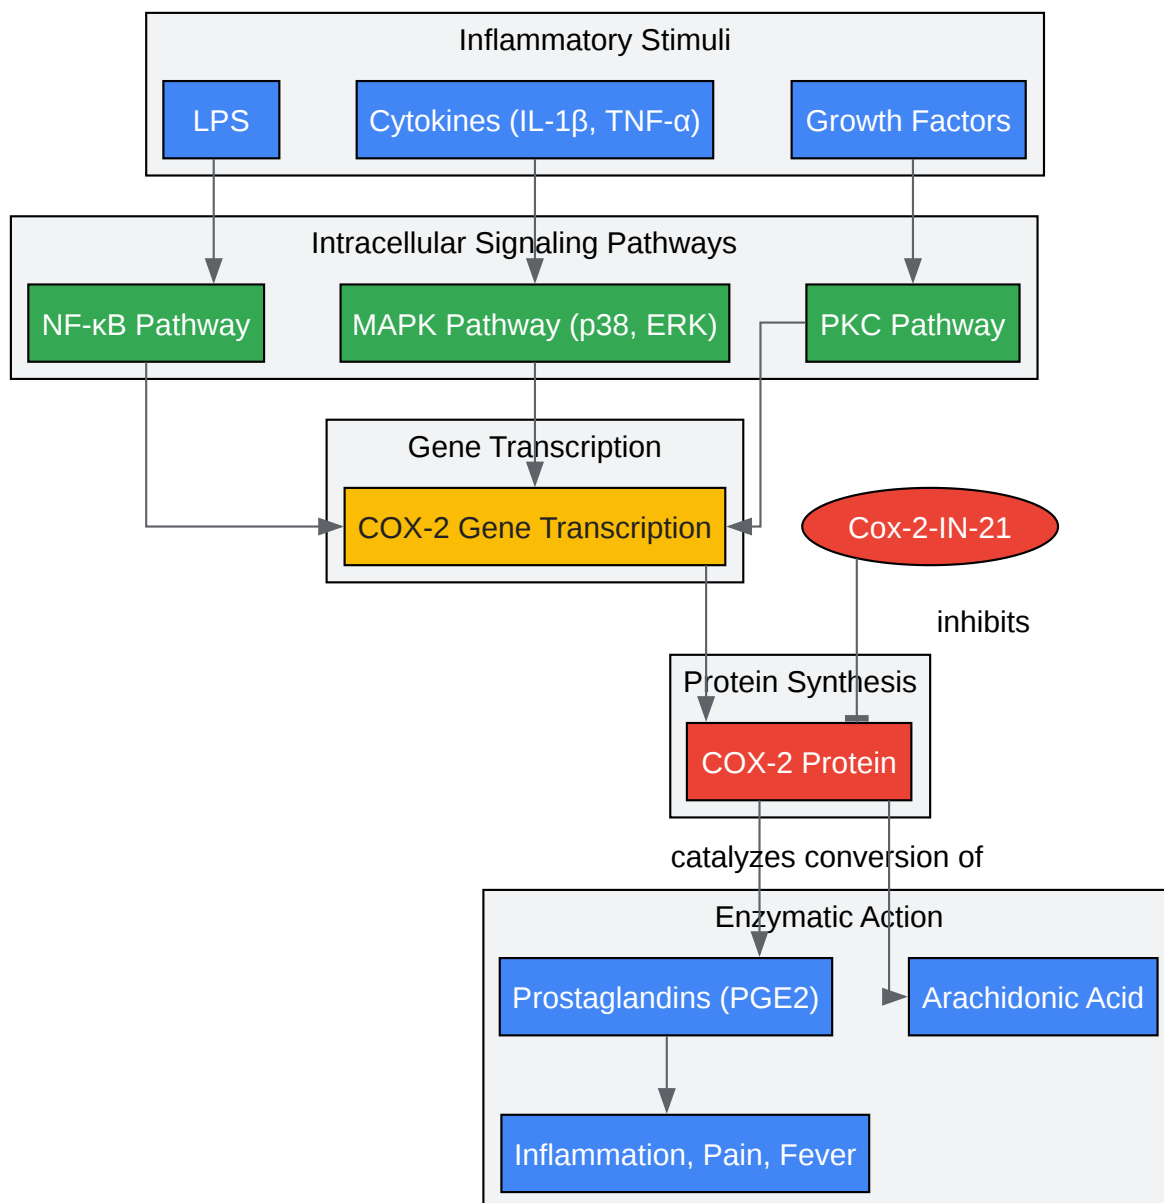 Inflammatory Stimuli
LPS
Cytokines (IL-1β, TNF-α)
Growth Factors
Intracellular Signaling Pathways
NF-κB Pathway
MAPK Pathway (p38, ERK)
PKC Pathway
Gene Transcription
COX-2 Gene Transcription
Cox-2-IN-21
inhibits
Protein Synthesis
COX-2 Protein
catalyzes conversion of
Enzymatic Action
Prostaglandins (PGE2)
Arachidonic Acid
Inflammation, Pain, Fever